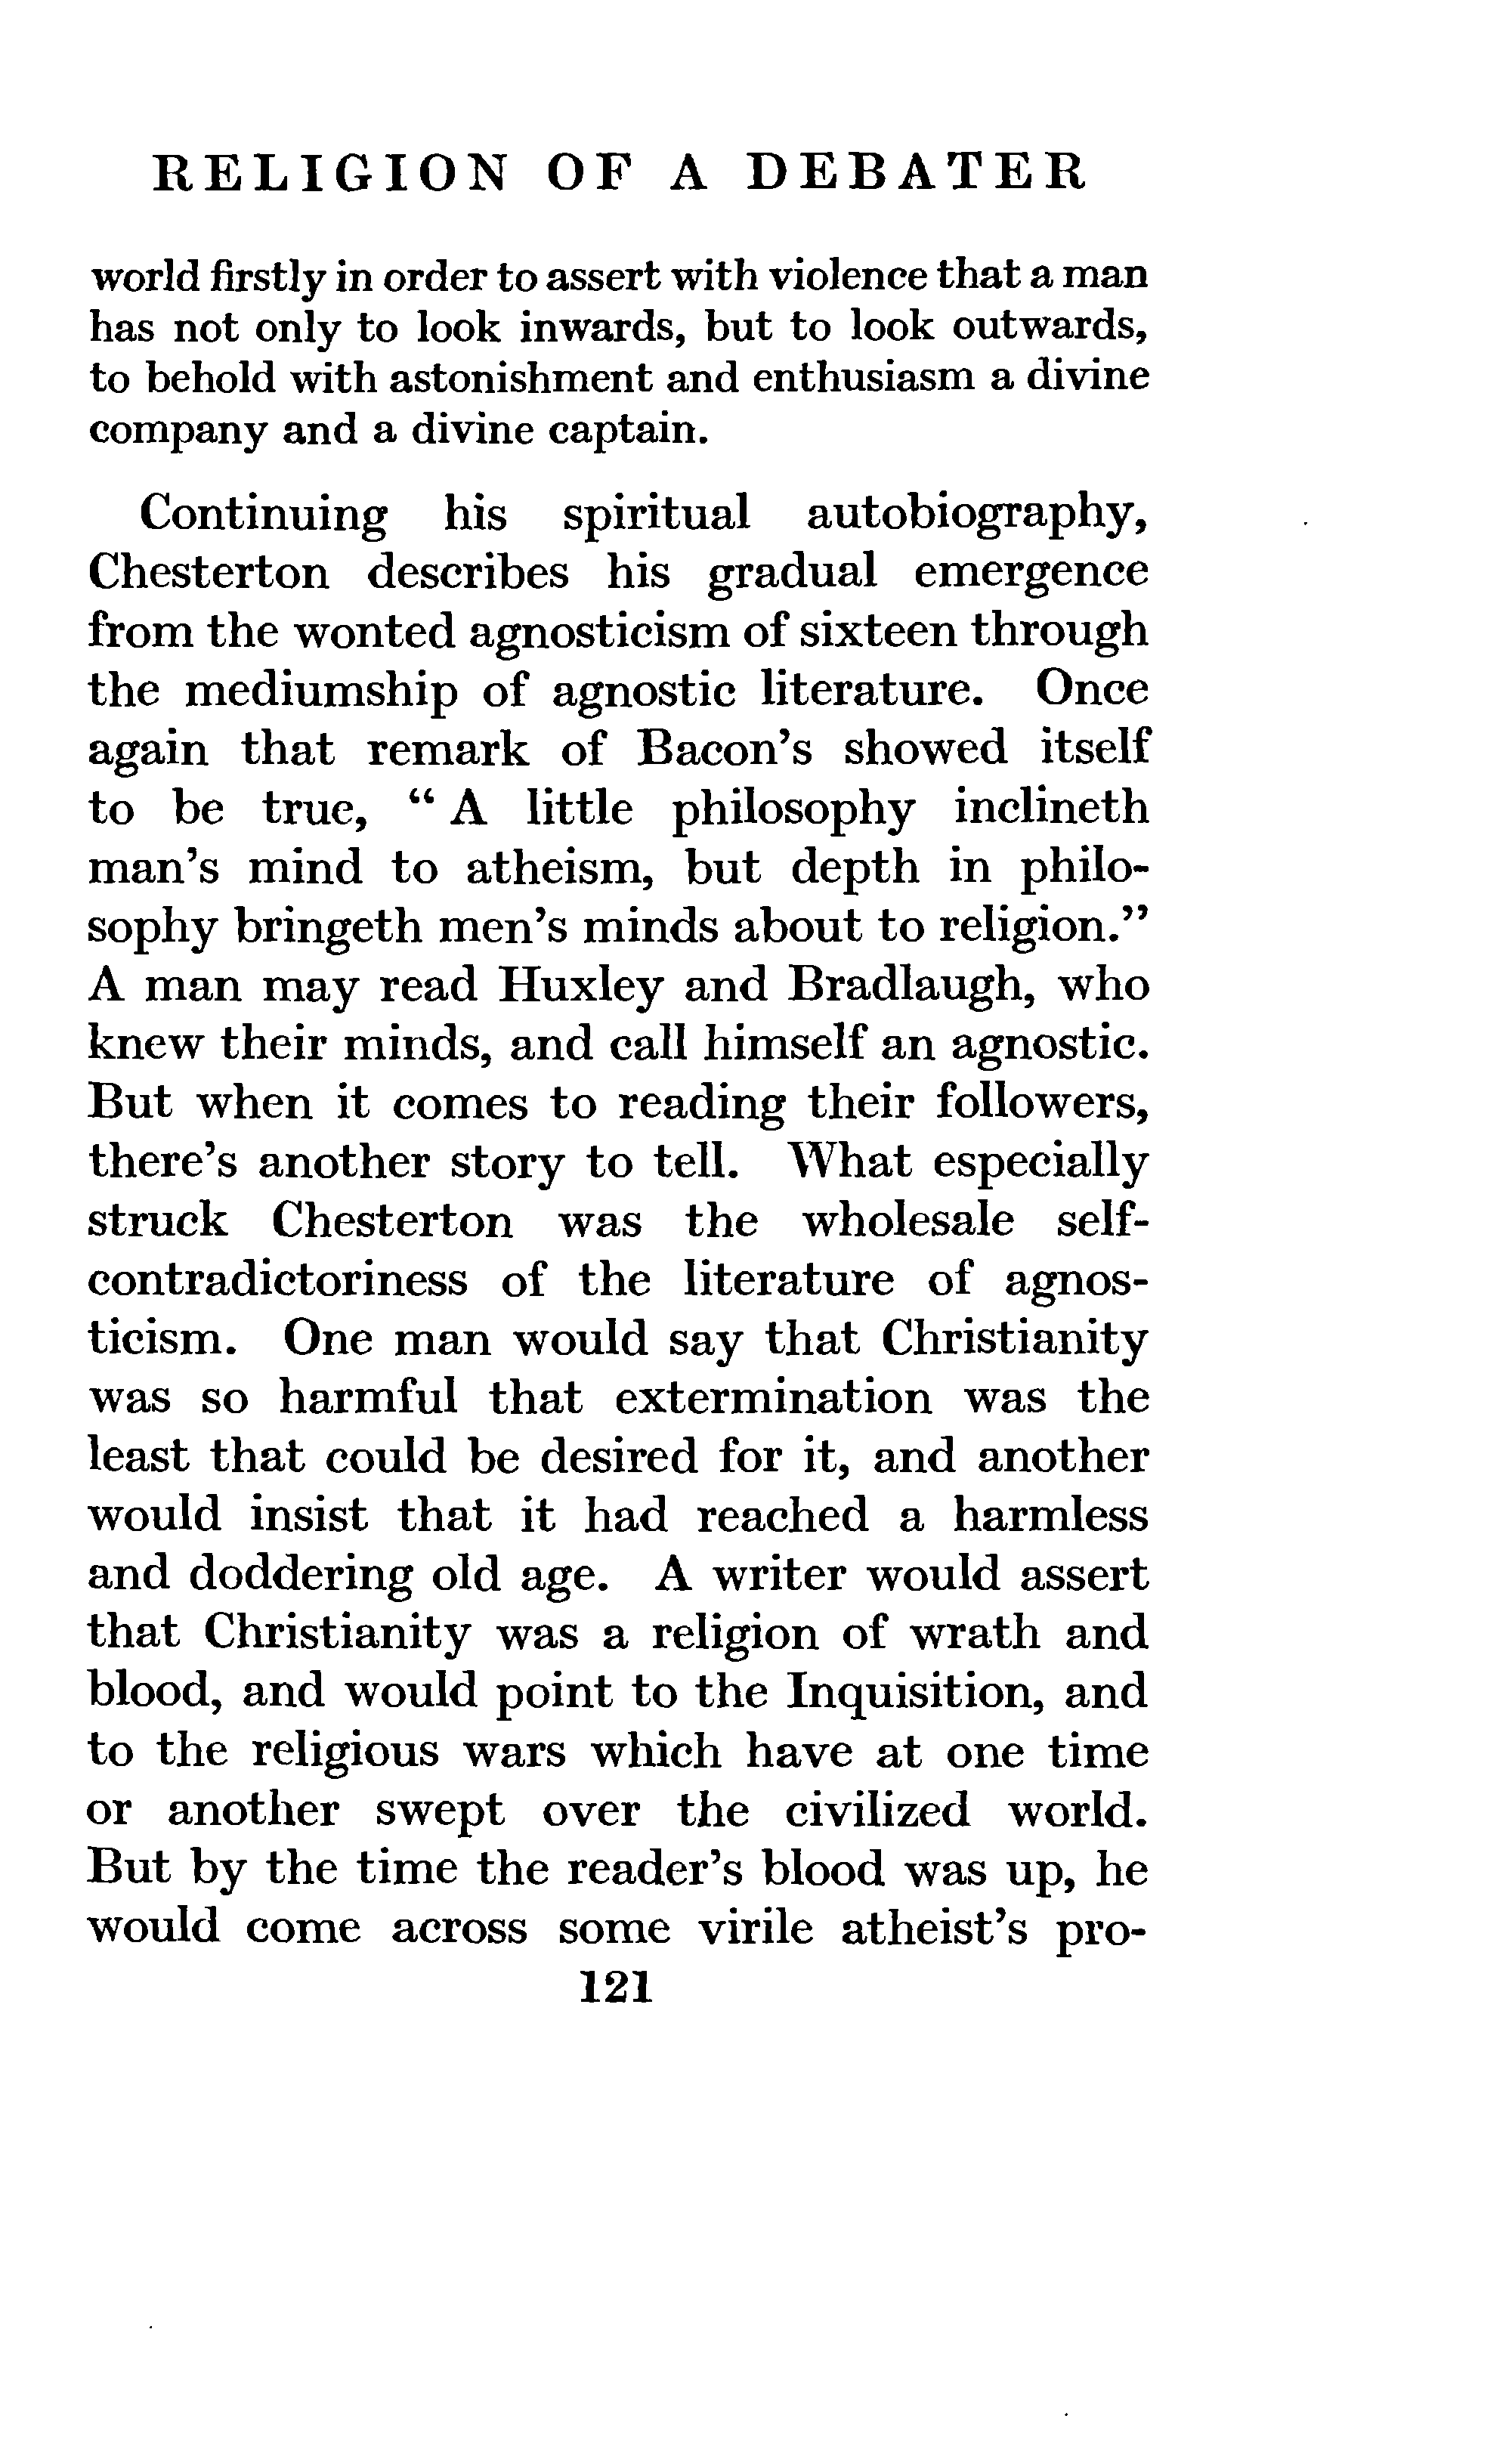 RELIGION OF A DEBATER
world firstly in order to assert with violence that a man
has not only to look inwards, but to look outwards,
to behold with astonishment and enthusiasm a divine
company and a divine captain.
Continuing his spiritual autobiography,
Chesterton describes his gradual emergence
from the wonted agnosticism of sixteen through
the mediumship of agnostic literature. Once
again that remark of Bacon's showed itself
to be true, “ A little philosophy inclineth
man's mind to atheism, but depth in philo-
sophy bringeth men's minds about to religion.”
A man may read Huxley and Bradlaugh, who
knew their minds, and call himself an agnostic.
But when it comes to reading their followers,
there's another story to tell. What especially
struck Chesterton was the wholesale self-
contradictoriness of the literature of agnos-
ticism. One man would say that Christianity
was so harmful that extermination was the
least that could be desired for it, and another
would insist that it had reached a harmless
and doddering old age. A writer would assert
that Christianity was a religion of wrath and
blood, and would point to the Inquisition, and
to the religious wars which have at one time
or another swept over the civilized world.
But by the time the reader's blood was up, he
would come across some virile atheist's pro-
121